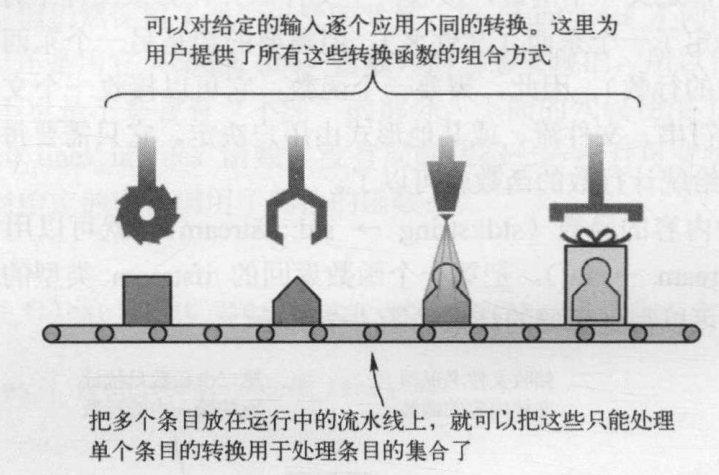 可以对给定的输入逐个应用不同的转换。这里为
用户提供了所有这些转换函数的组合方式
把多个条目放在运行中的流水线上，就可以把这些只能处理
单个条目的转换用于处理条目的集合了